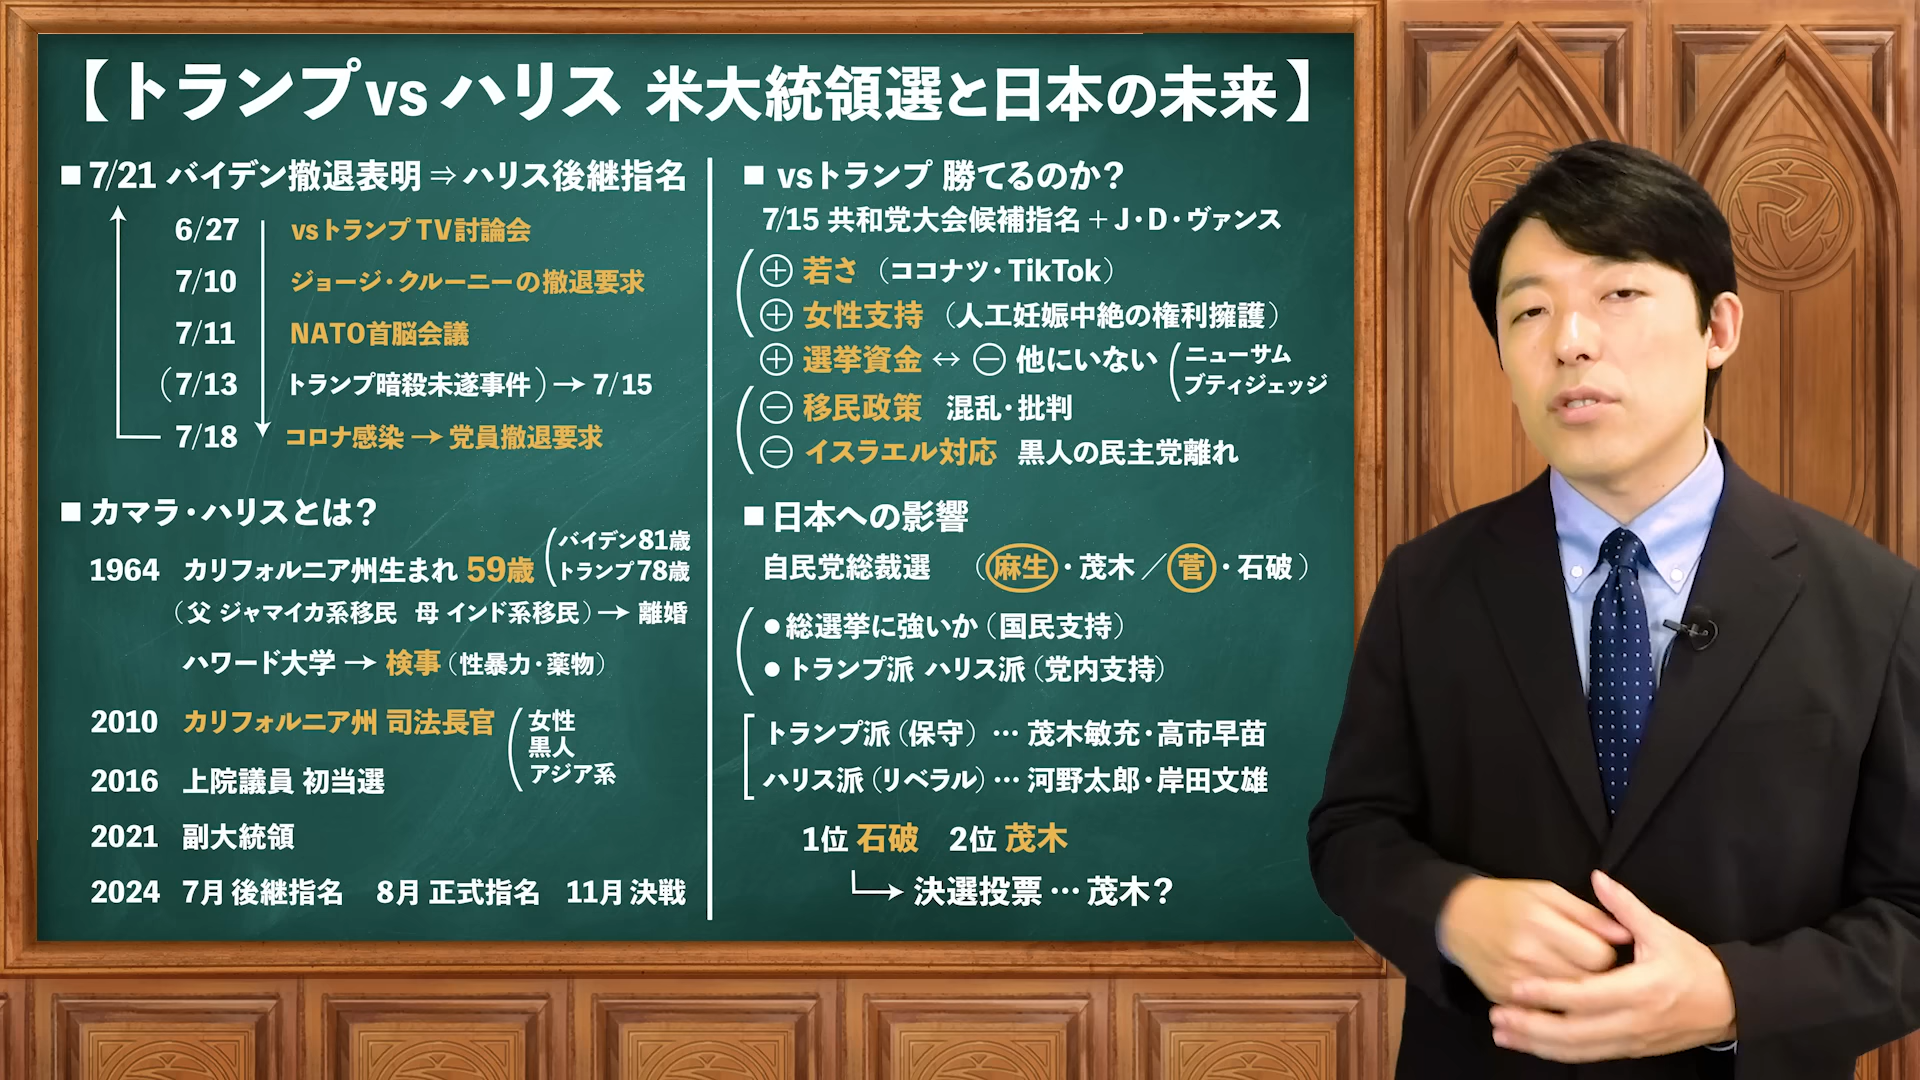 【トランプvsハリス 米大統領選と日本の未来】
■7/21 バイデン撤退表明⇒ハリス後継指名
6/27 vsトランプTV討論会
7/10 ジョージ・クルーニーの撤退要求
7/11 NATO首脳会議
(7/13 トランプ暗殺未遂事件)→7/15
7/18 コロナ感染→党員撤退要求
■カマラ・ハリスとは?
1964 カリフォルニア州生まれ 59歳
(バイデン81歳
トランプ78歳
(父 ジャマイカ系移民 母 インド系移民)→ 離婚
ハワード大学→検事(性暴力・薬物)
2010 カリフォルニア州 司法長官
(女性
黒人
アジア系
2016 上院議員 初当選
2021 副大統領
2024 7月後継指名 8月正式指名 11月決戦
■ vsトランプ 勝てるのか?
7/15 共和党大会候補指名+J・D・ヴァンス
⊕ 若さ (ココナツ・TikTok)
⊕ 女性支持 (人工妊娠中絶の権利擁護)
⊕ 選挙資金 ↔ ⊖ 他にいない
(ニューサム
ブティジェッジ
⊖ 移民政策 混乱・批判
⊖ イスラエル対応 黒人の民主党離れ
■日本への影響
自民党総裁選 (麻生・茂木/菅・石破)
●総選挙に強いか(国民支持)
●トランプ派 ハリス派(党内支持)
トランプ派(保守)…茂木敏充・高市早苗
ハリス派(リベラル)…河野太郎・岸田文雄
1位 石破 2位 茂木
→決選投票…茂木?